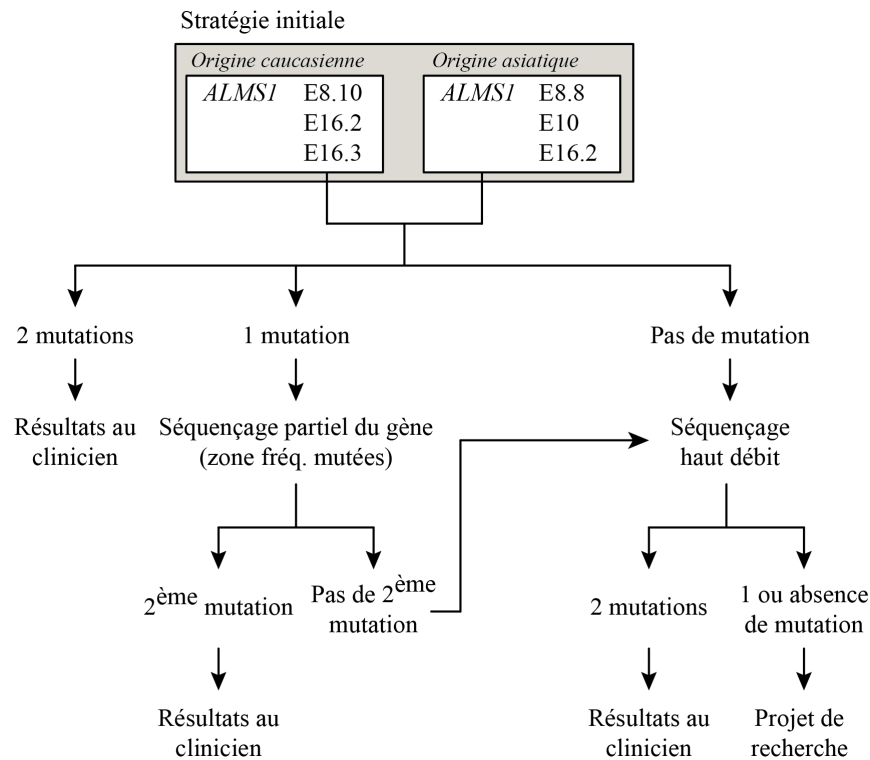 Stratégie initiale
Origine caucasienne
ALMS1 E8.10
E16.2
E16.3
Origine asiatique
ALMS1 E8.8
E10
E16.2
2 mutations
1 mutation
Pas de mutation
Résultats au
clinicien
Séquençage partiel du gène
(zone fréq. mutées)
Séquençage
haut débit
2ème mutation
Pas de 2ème
mutation
2 mutations
1 ou absence
de mutation
Résultats au
clinicien
Résultats au
clinicien
Projet de
recherche